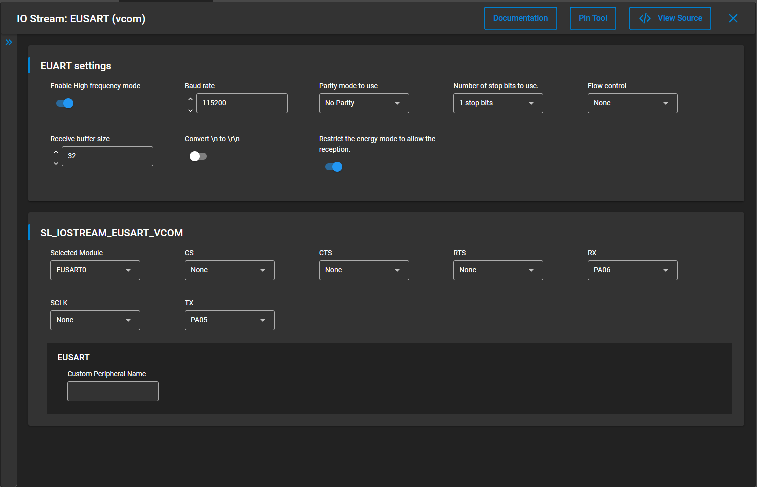 IO Stream: EUSART (vcom)
Documentation
Pin Tool
View Source
EUART settings
Enable High frequency mode
Baud rate
Parity mode to use
Number of stop bits to use.
Flow control
115200
No Parity
1 stop bits
None
Receive buffer size
Convert \n to \r\n
Restrict the energy mode to allow the
reception.
32
SL_IOSTREAM_EUSART_VCOM
Selected Module
CS
CTS
RTS
RX
EUSART0
None
None
None
PA06
SCLK
TX
None
PA05
EUSART
Custom Peripheral Name